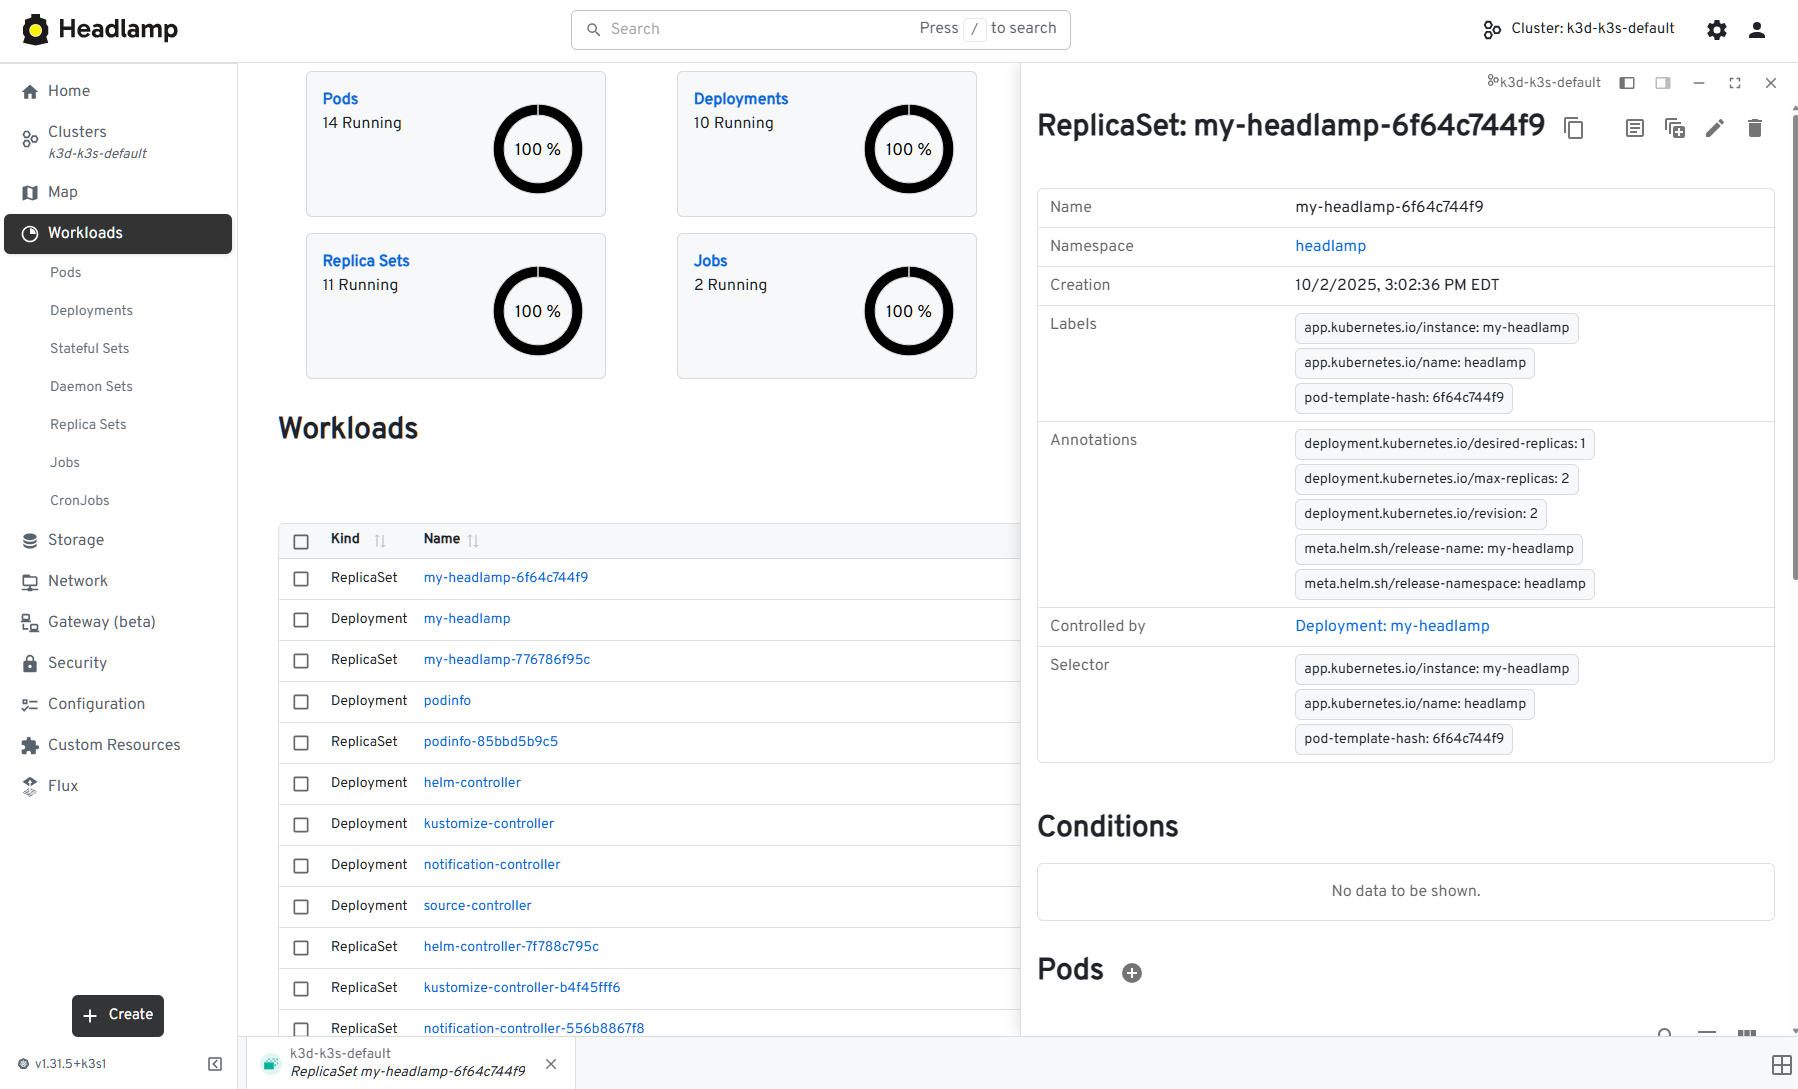 Headlamp
Search
Press / to search
Cluster: k3d-k3s-default
Home
Clusters
k3d-k3s-default
Map
Workloads
Pods
Deployments
Stateful Sets
Daemon Sets
Replica Sets
Jobs
CronJobs
Storage
Network
Gateway (beta)
Security
Configuration
Custom Resources
Flux
Create
v1.31.5+k3s1
Pods
14 Running
100 %
Deployments
10 Running
100 %
Replica Sets
11 Running
100 %
Jobs
2 Running
100 %
Workloads
Kind Name
ReplicaSet my-headlamp-6f64c744f9
Deployment my-headlamp
ReplicaSet my-headlamp-776786f95c
Deployment podinfo
ReplicaSet podinfo-85bbd5b9c5
Deployment helm-controller
Deployment kustomize-controller
Deployment notification-controller
Deployment source-controller
ReplicaSet helm-controller-7f788c795c
ReplicaSet kustomize-controller-b4f45fff6
ReplicaSet notification-controller-556b8867f8
k3d-k3s-default
ReplicaSet: my-headlamp-6f64c744f9
Name my-headlamp-6f64c744f9
Namespace headlamp
Creation 10/2/2025, 3:02:36 PM EDT
Labels app.kubernetes.io/instance: my-headlamp
app.kubernetes.io/name: headlamp
pod-template-hash: 6f64c744f9
Annotations deployment.kubernetes.io/desired-replicas: 1
deployment.kubernetes.io/max-replicas: 2
deployment.kubernetes.io/revision: 2
meta.helm.sh/release-name: my-headlamp
meta.helm.sh/release-namespace: headlamp
Controlled by Deployment: my-headlamp
Selector app.kubernetes.io/instance: my-headlamp
app.kubernetes.io/name: headlamp
pod-template-hash: 6f64c744f9
Conditions
No data to be shown.
Pods
k3d-k3s-default
ReplicaSet my-headlamp-6f64c744f9